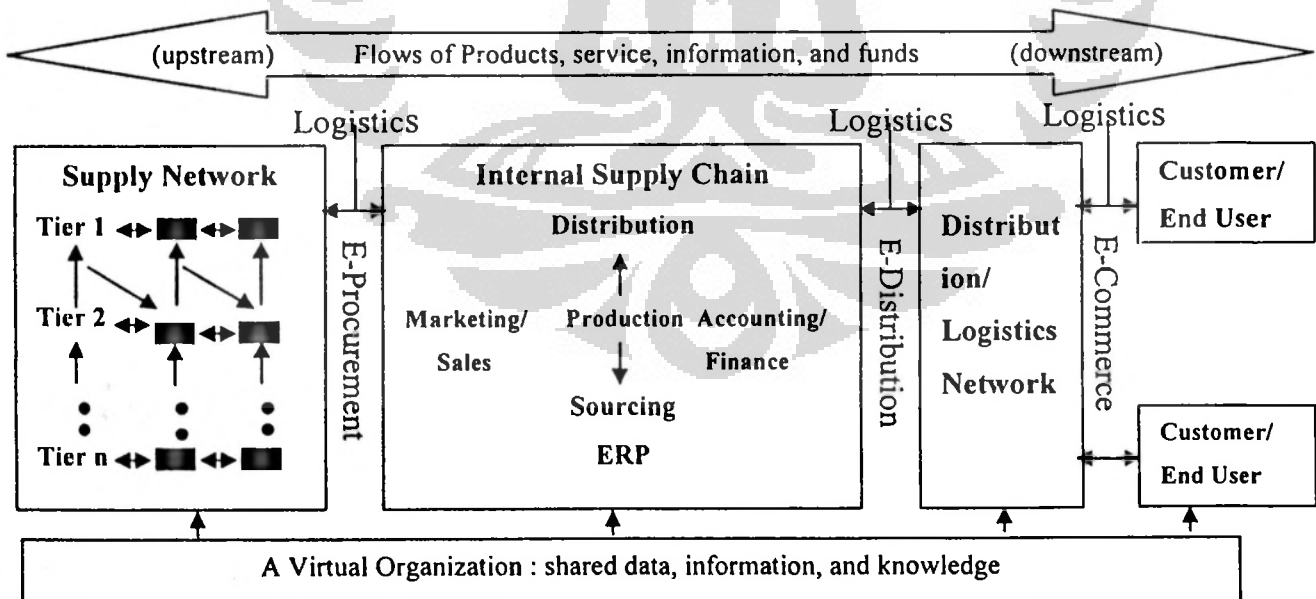 (upstream) Flows of Products, service, information, and funds (downstream)
Logistics Logistics Logistics
Supply Network
Tier 1
Tier 2
Tier n
E-Procurement
Internal Supply Chain
Distribution
Marketing/ Production Accounting/
Sales Finance
Sourcing
ERP
E-Distribution
Distribut
ion/
Logistics
Network
E-Commerce
Customer/
End User
Customer/
End User
A Virtual Organization : shared data, information, and knowledge